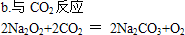 b.与CO₂反应
2Na₂O₂+2CO₂ = 2Na₂CO₃+O₂